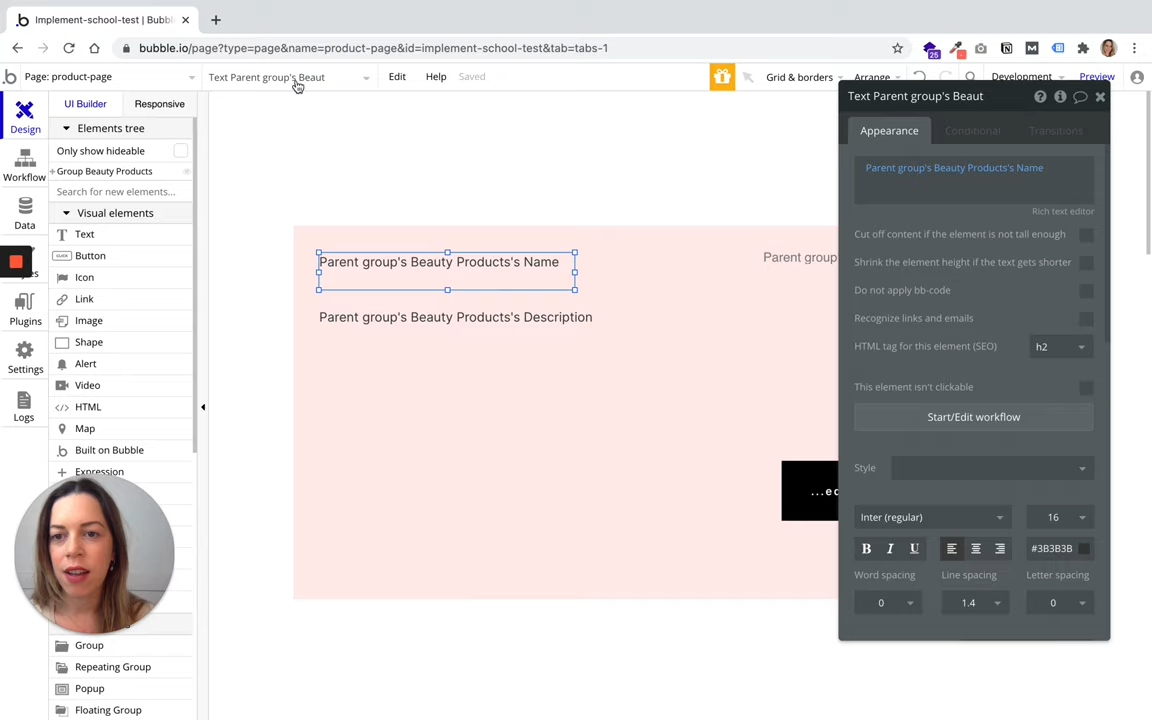 Implement-school-test | Bubbl
bubble.io/page?type=page&name=product-page&id=implement-school-test&tab=tabs-1
25
Page: product-page
Text Parent group's Beaut
Edit
Help
Saved
Grid & borders
Arrange
Development
Preview
UI Builder
Responsive
Design
Workflow
Data
Plugins
Settings
Logs
Elements tree
Only show hideable
Group Beauty Products
Search for new elements...
Visual elements
Text
Button
CLICK
Icon
Link
Image
Shape
Alert
Video
HTML
Map
Built on Bubble
Expression
Group
Repeating Group
Popup
Floating Group
Parent group's Beauty Products's Name
Parent group's Beauty Products's Description
Parent group
...ed
Text Parent group's Beaut
Appearance
Conditional
Transitions
Parent group's Beauty Products's Name
Rich text editor
Cut off content if the element is not tall enough
Shrink the element height if the text gets shorter
Do not apply bb-code
Recognize links and emails
HTML tag for this element (SEO)
h2
This element isn't clickable
Start/Edit workflow
Style
Inter (regular)
16
B I U
#3B3B3B
Word spacing
Line spacing
Letter spacing
0
1.4
0